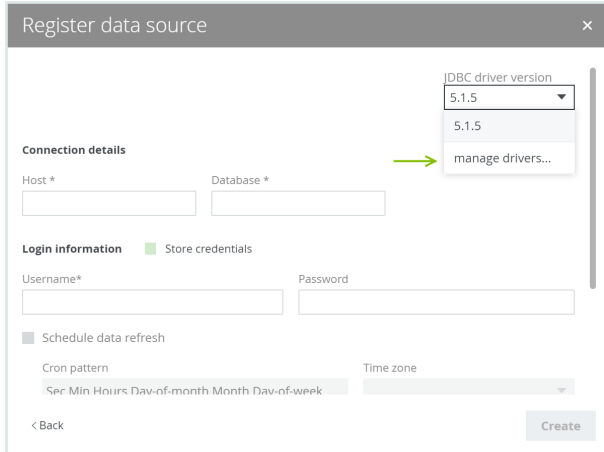 Register data source ×
JDBC driver version
5.1.5
5.1.5
manage drivers...
Connection details
Host * Database *
Login information Store credentials
Username* Password
Schedule data refresh
Cron pattern Time zone
Sec Min Hours Day-of-month Month Day-of-week
< Back Create